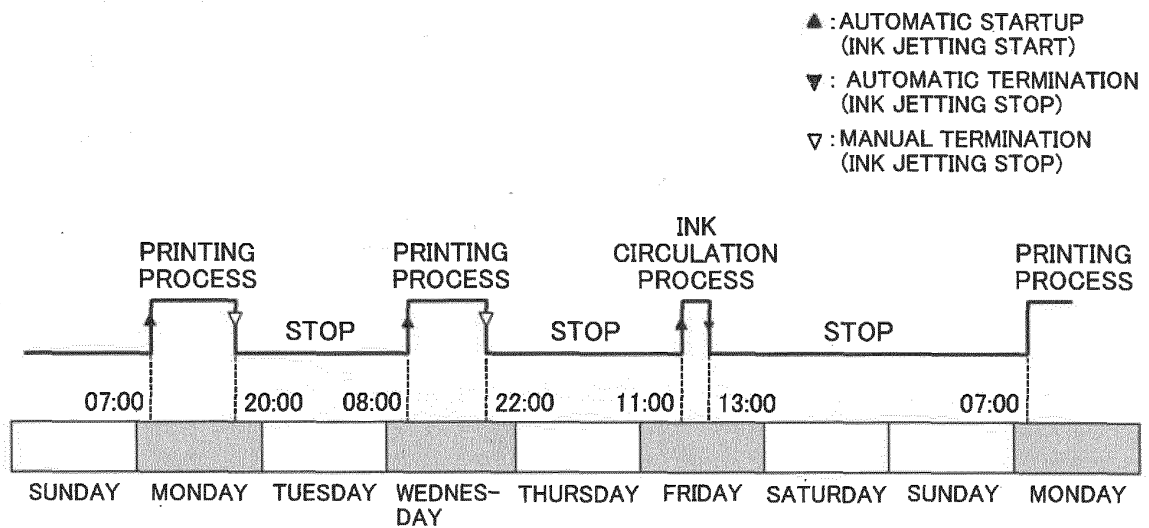 ▲ : AUTOMATIC STARTUP
(INK JETTING START)
▼ : AUTOMATIC TERMINATION
(INK JETTING STOP)
▽ : MANUAL TERMINATION
(INK JETTING STOP)
PRINTING
PROCESS
PRINTING
PROCESS
INK
CIRCULATION
PROCESS
PRINTING
PROCESS
STOP
STOP
STOP
07:00
20:00
08:00
22:00
11:00
13:00
07:00
SUNDAY
MONDAY
TUESDAY
WEDNES-
DAY
THURSDAY
FRIDAY
SATURDAY
SUNDAY
MONDAY